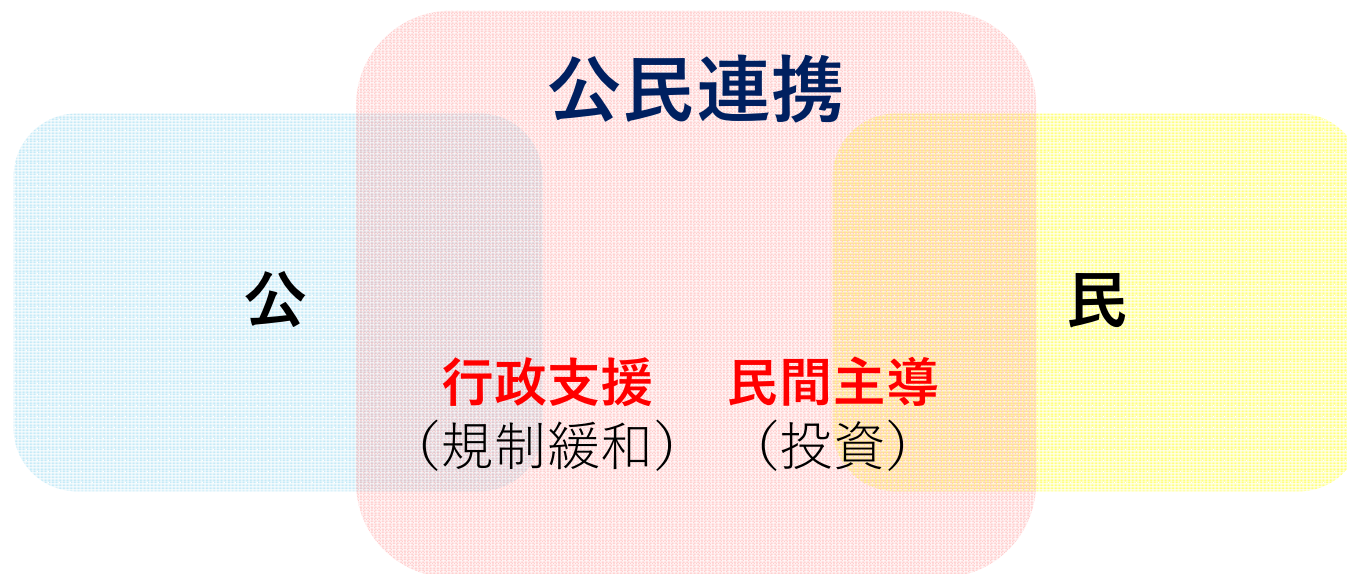 公民連携
公
民
行政支援 民間主導
（規制緩和） （投資）